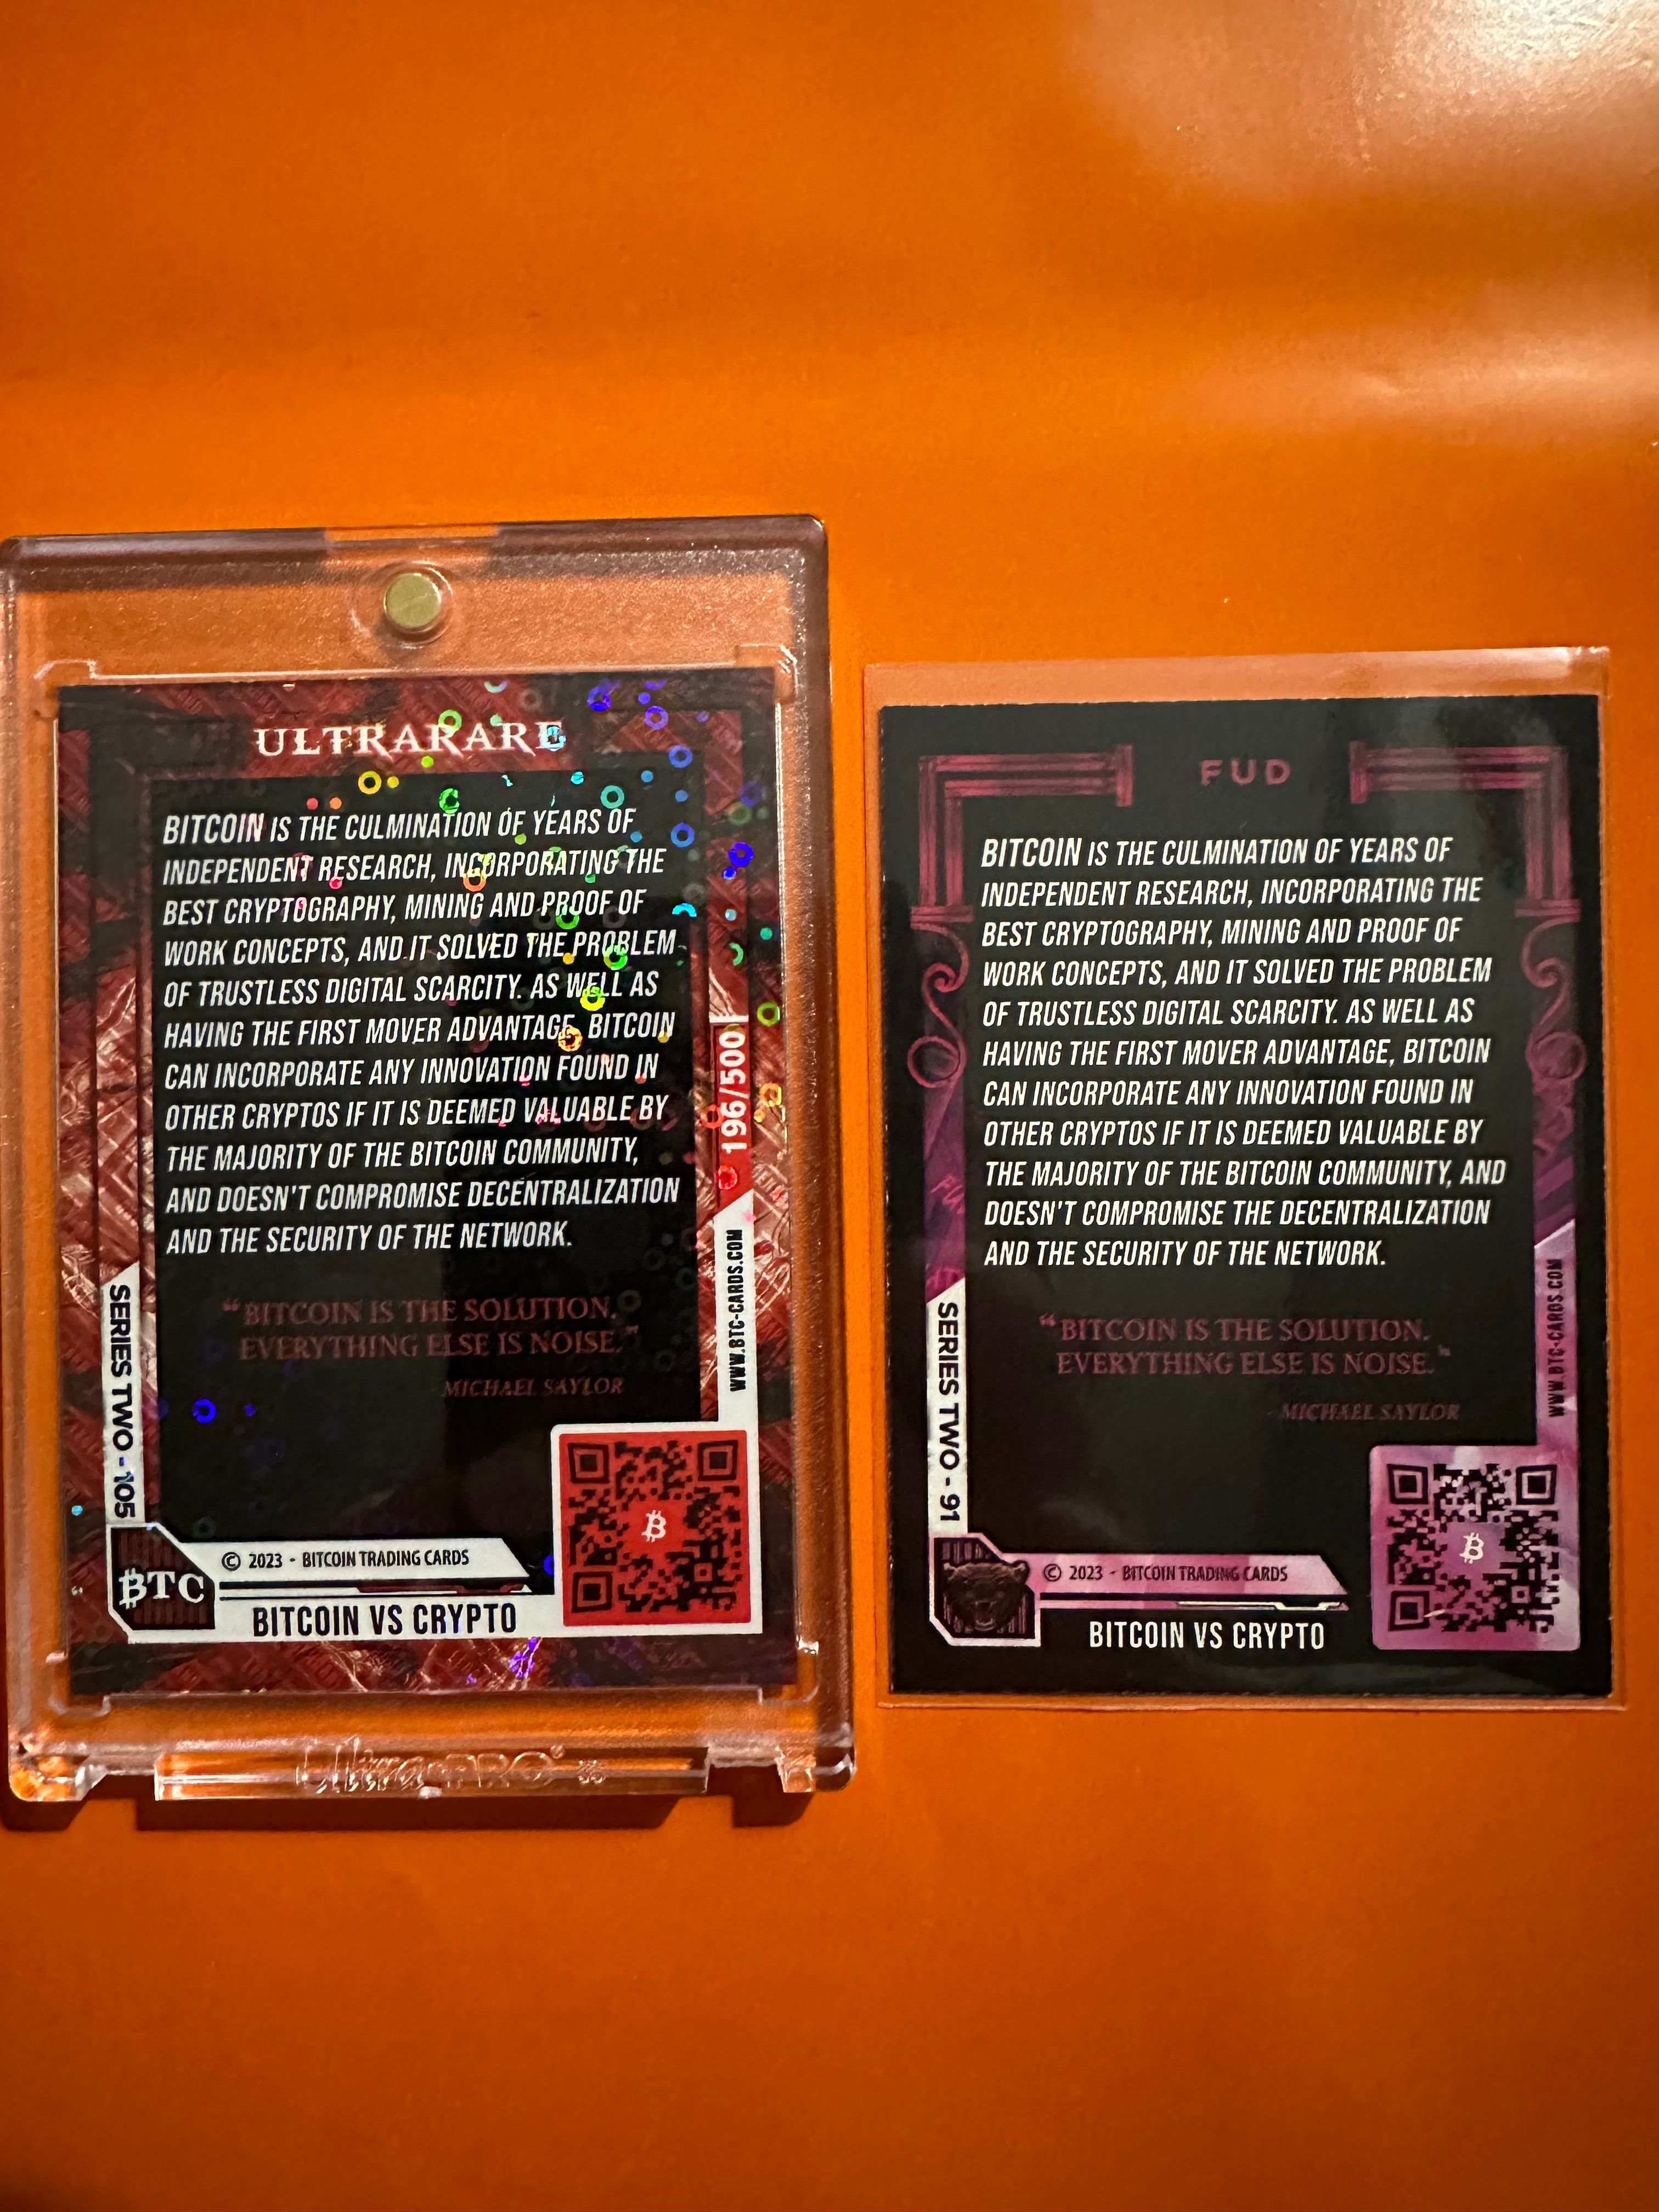 ULTRARARE
BITCOIN IS THE CULMINATION OF YEARS OF
INDEPENDENT RESEARCH, INCORPORATING THE
BEST CRYPTOGRAPHY, MINING AND PROOF OF
WORK CONCEPTS, AND IT SOLVED THE PROBLEM
OF TRUSTLESS DIGITAL SCARCITY. AS WELL AS
HAVING THE FIRST MOVER ADVANTAGE, BITCOIN
CAN INCORPORATE ANY INNOVATION FOUND IN
OTHER CRYPTOS IF IT IS DEEMED VALUABLE BY
THE MAJORITY OF THE BITCOIN COMMUNITY,
AND DOESN'T COMPROMISE DECENTRALIZATION
AND THE SECURITY OF THE NETWORK.
"BITCOIN IS THE SOLUTION.
EVERYTHING ELSE IS NOISE."
- MICHAEL SAYLOR
196/500
WWW.BTC-CARDS.COM
SERIES TWO - 105
₿TC
© 2023 - BITCOIN TRADING CARDS
BITCOIN VS CRYPTO
Ultra-PRO®
FUD
BITCOIN IS THE CULMINATION OF YEARS OF
INDEPENDENT RESEARCH, INCORPORATING THE
BEST CRYPTOGRAPHY, MINING AND PROOF OF
WORK CONCEPTS, AND IT SOLVED THE PROBLEM
OF TRUSTLESS DIGITAL SCARCITY. AS WELL AS
HAVING THE FIRST MOVER ADVANTAGE, BITCOIN
CAN INCORPORATE ANY INNOVATION FOUND IN
OTHER CRYPTOS IF IT IS DEEMED VALUABLE BY
THE MAJORITY OF THE BITCOIN COMMUNITY, AND
DOESN'T COMPROMISE THE DECENTRALIZATION
AND THE SECURITY OF THE NETWORK.
"BITCOIN IS THE SOLUTION.
EVERYTHING ELSE IS NOISE."
- MICHAEL SAYLOR
WWW.BTC-CARDS.COM
SERIES TWO - 91
© 2023 - BITCOIN TRADING CARDS
BITCOIN VS CRYPTO